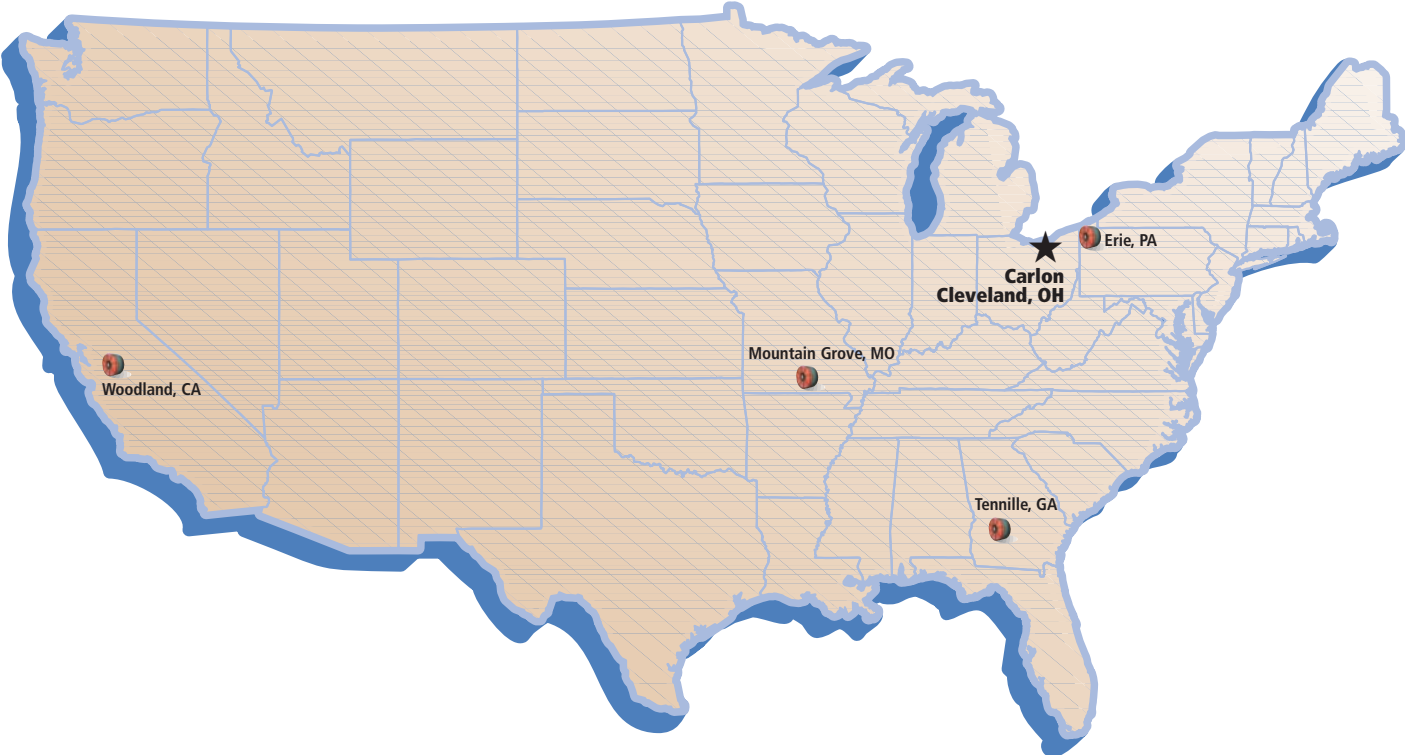 Erie, PA
Carlon
Cleveland, OH
Mountain Grove, MO
Woodland, CA
Tennille, GA